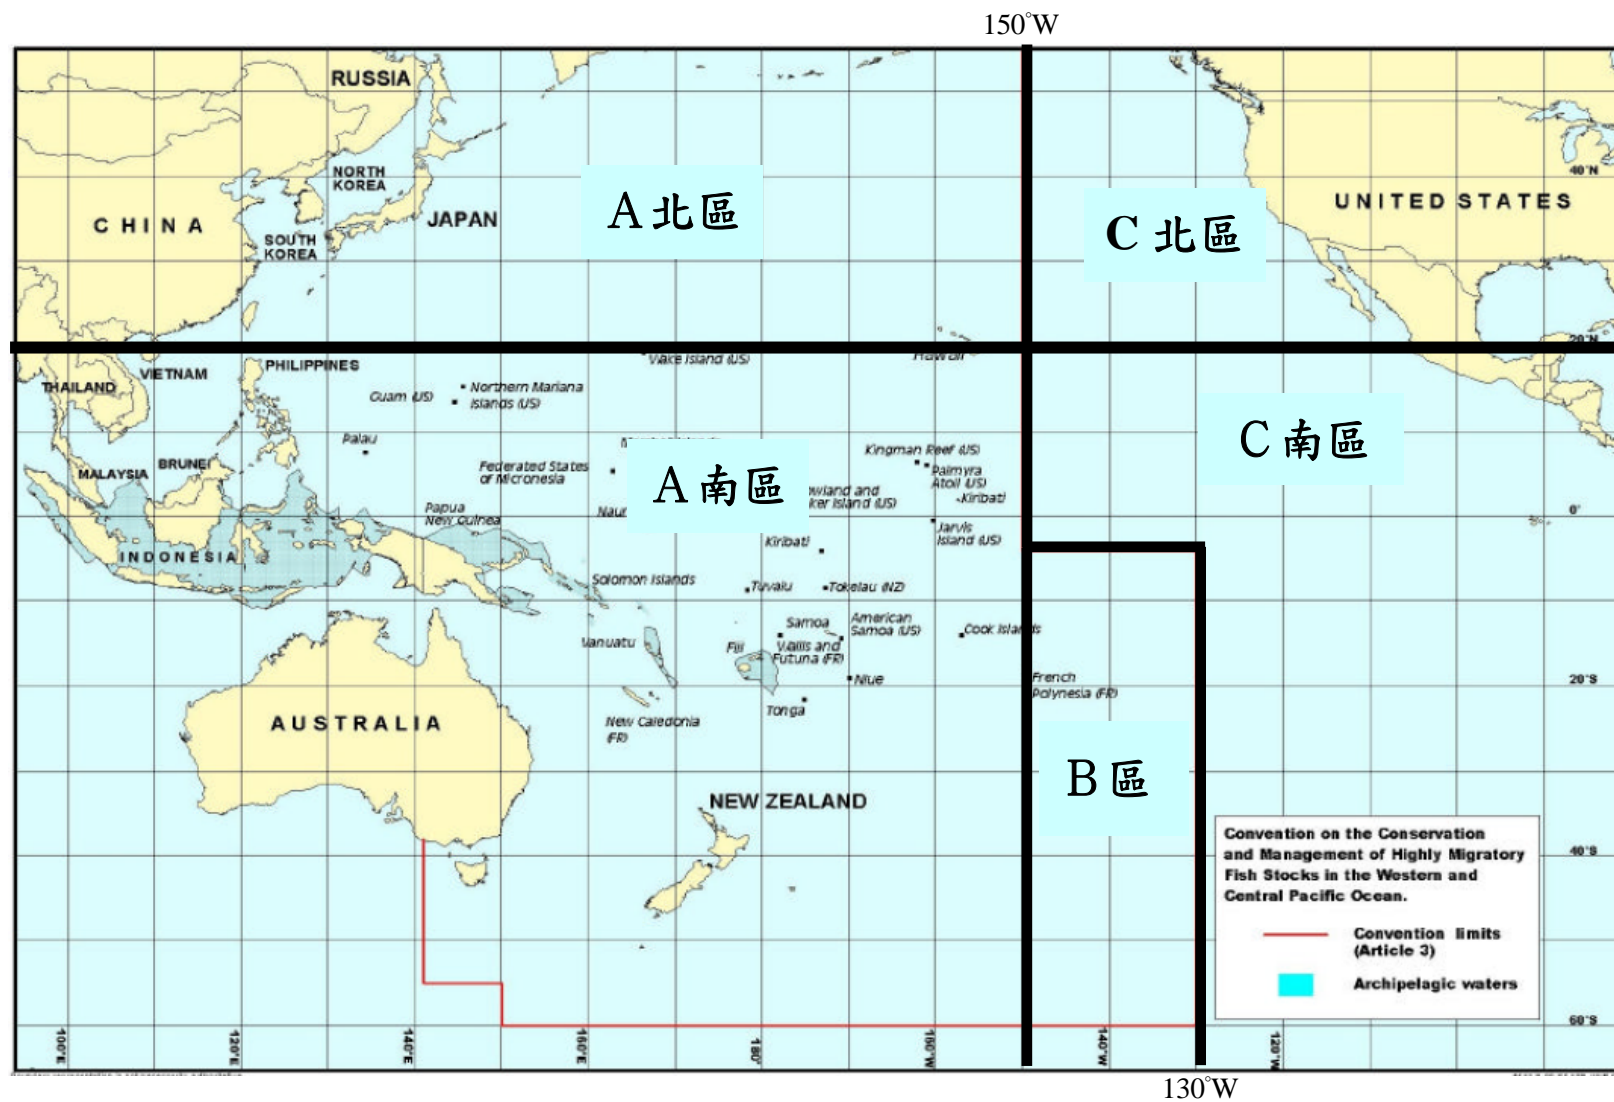 150°W
RUSSIA
NORTH
KOREA
CHINA
JAPAN
SOUTH
KOREA
A北區
C 北區
UNITED STATES
40°N
20°N
VIETNAM
THAILAND
PHILIPPINES
Wake Island (US)
Hawaii
Guam (US)
Northern Mariana
Islands (US)
Palau
MALAYSIA
BRUNEI
Federated States
of Micronesia
A南區
Kingman Reef (US)
Palmyra
Atoll (US)
Kiribati
C南區
Papua
New Guinea
Jarvis
Island (US)
0°
INDONESIA
Kiribati
Solomon Islands
Tuvalu
Tokelau (NZ)
Samoa
American
Samoa (US)
Cook Islands
Vanuatu
Fiji
Wallis and
Futuna (FR)
Niue
French
Polynesia (FR)
20°S
Tonga
New Caledonia
(FR)
AUSTRALIA
B區
NEW ZEALAND
Convention on the Conservation
and Management of Highly Migratory
Fish Stocks in the Western and
Central Pacific Ocean.
40°S
Convention limits
(Article 3)
Archipelagic waters
60°S
100°E
120°E
140°E
160°E
180°
160°W
140°W
120°W
130°W